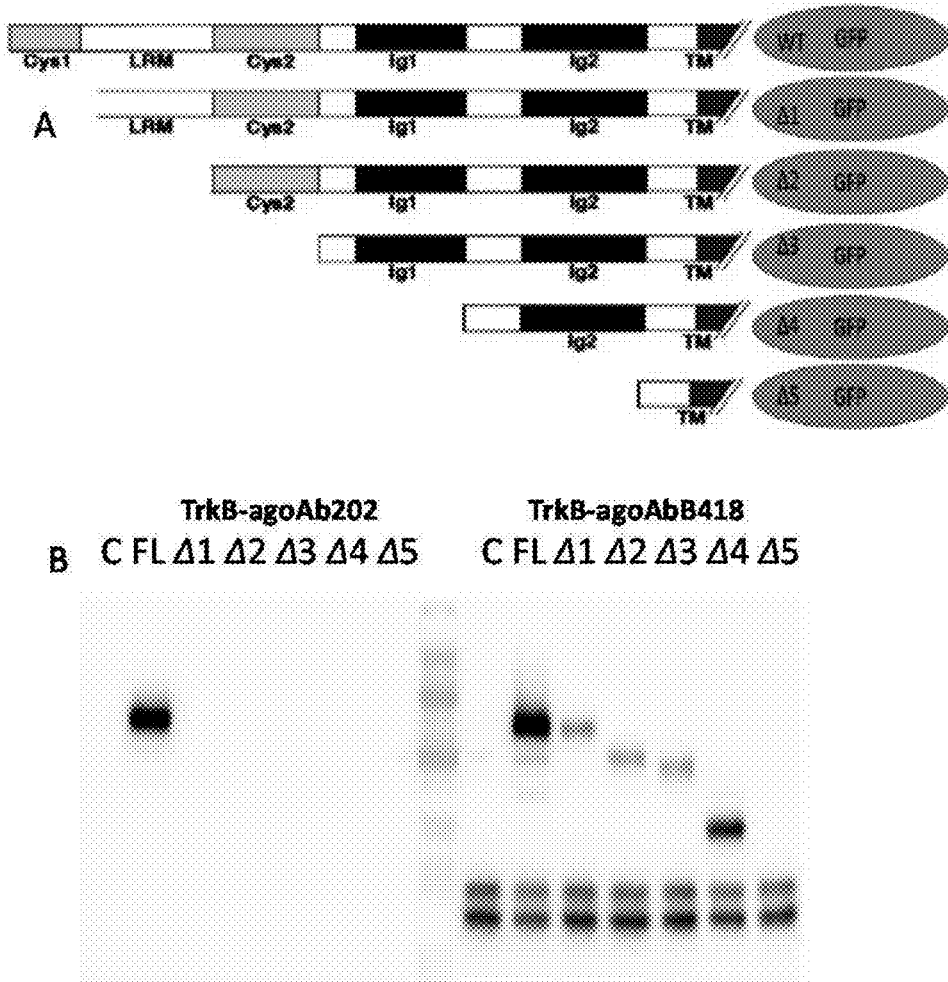 WT GFP
Cys1 LRM Cys2 Ig1 Ig2 TM
A
Δ1 GFP
LRM Cys2 Ig1 Ig2 TM
Δ2 GFP
Cys2 Ig1 Ig2 TM
Δ3 GFP
Ig1 Ig2 TM
Δ4 GFP
Ig2 TM
Δ5 GFP
TM
TrkB-agoAb202 TrkB-agoAbB418
B C FL Δ1 Δ2 Δ3 Δ4 Δ5 C FL Δ1 Δ2 Δ3 Δ4 Δ5